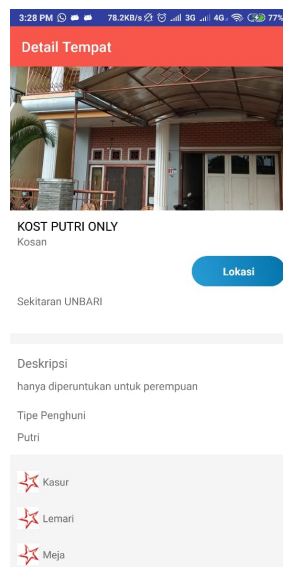 3:28 PM 78.2KB/s 3G 4G 77%
Detail Tempat
KOST PUTRI ONLY
Kosan
Lokasi
Sekitaran UNBARI
Deskripsi
hanya diperuntukan untuk perempuan
Tipe Penghuni
Putri
Kasur
Lemari
Meja